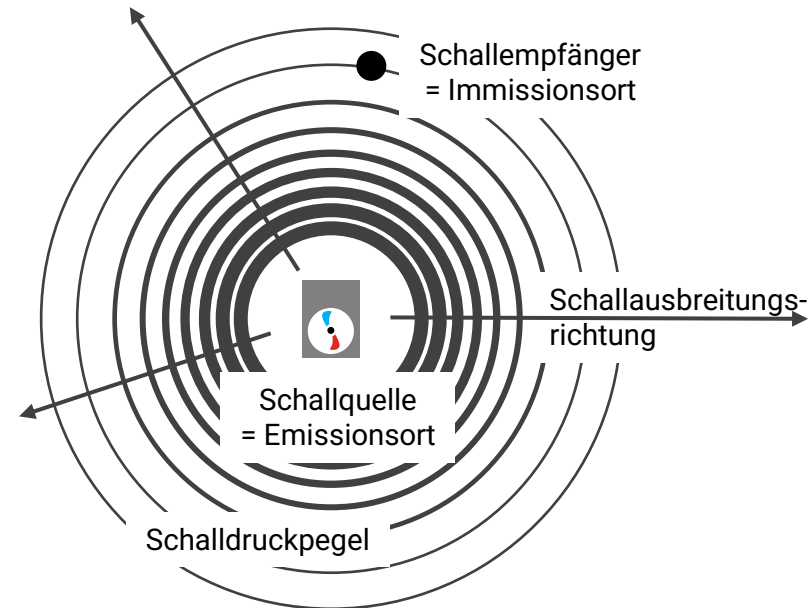 Schallempfänger
= Immissionsort
Schallausbreitungs-
richtung
Schallquelle
= Emissionsort
Schalldruckpegel